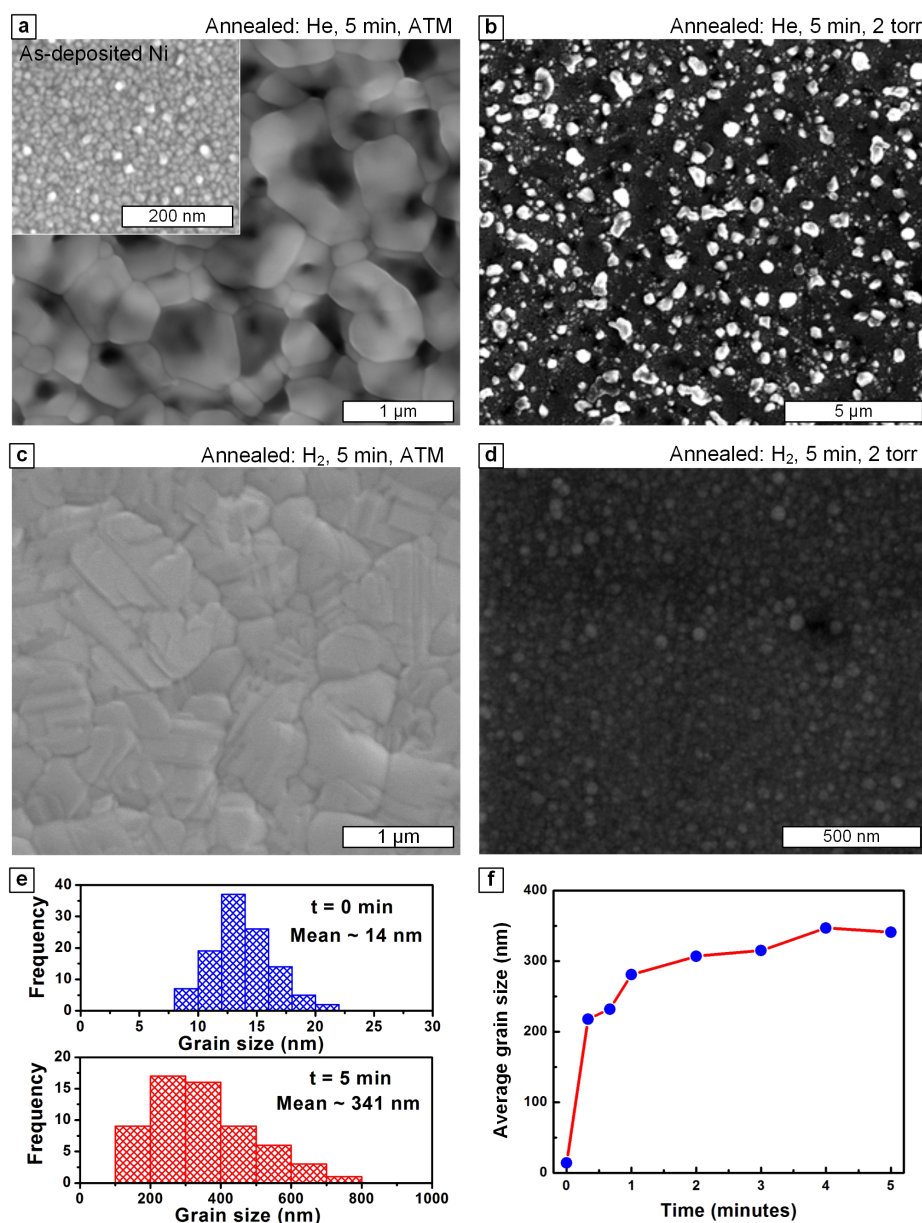 a
Annealed: He, 5 min, ATM
As-deposited Ni
200 nm
1 µm
b
Annealed: He, 5 min, 2 torr
5 µm
c
Annealed: H₂, 5 min, ATM
1 µm
d
Annealed: H₂, 5 min, 2 torr
500 nm
e
40
30
20
10
0
Frequency
t = 0 min
Mean ~ 14 nm
0 5 10 15 20 25 30
Grain size (nm)
20
15
10
5
0
Frequency
t = 5 min
Mean ~ 341 nm
200 400 600 800 1000
Grain size (nm)
f
400
300
200
100
0
Average grain size (nm)
0 1 2 3 4 5
Time (minutes)